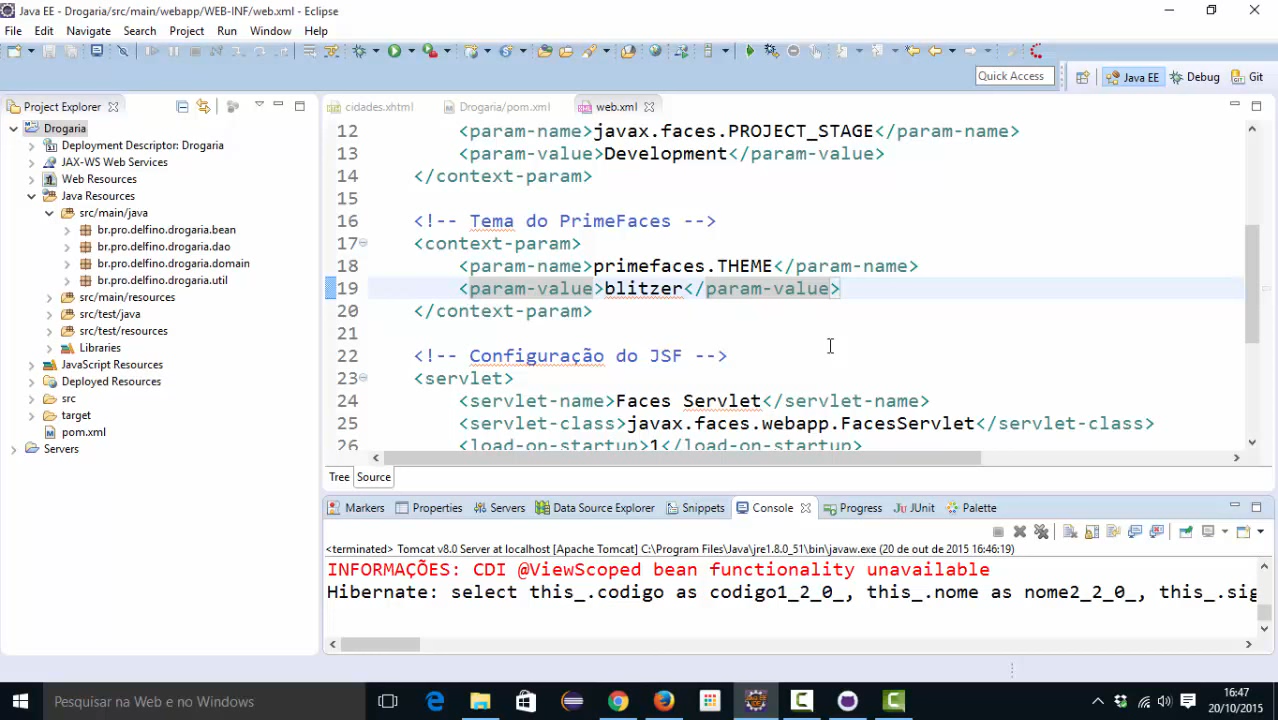 Java EE - Drogaria/src/main/webapp/WEB-INF/web.xml - Eclipse
File Edit Navigate Search Project Run Window Help
Quick Access Java EE Debug Git
Project Explorer
Drogaria
Deployment Descriptor: Drogaria
JAX-WS Web Services
Web Resources
Java Resources
src/main/java
br.pro.delfino.drogaria.bean
br.pro.delfino.drogaria.dao
br.pro.delfino.drogaria.domain
br.pro.delfino.drogaria.util
src/main/resources
src/test/java
src/test/resources
Libraries
JavaScript Resources
Deployed Resources
src
target
pom.xml
Servers
cidades.xhtml Drogaria/pom.xml web.xml
12 <param-name>javax.faces.PROJECT_STAGE</param-name>
13 <param-value>Development</param-value>
14 </context-param>
15
16 <!-- Tema do PrimeFaces -->
17 <context-param>
18 <param-name>primefaces.THEME</param-name>
19 <param-value>blitzer</param-value>
20 </context-param>
21
22 <!-- Configuração do JSF -->
23 <servlet>
24 <servlet-name>Faces Servlet</servlet-name>
25 <servlet-class>javax.faces.webapp.FacesServlet</servlet-class>
26 <load-on-startup>1</load-on-startup>
Tree Source
Markers Properties Servers Data Source Explorer Snippets Console Progress JUnit Palette
<terminated> Tomcat v8.0 Server at localhost [Apache Tomcat] C:\Program Files\Java\jre1.8.0_51\bin\javaw.exe (20 de out de 2015 16:46:19)
INFORMAÇÕES: CDI @ViewScoped bean functionality unavailable
Hibernate: select this_.codigo as codigo1_2_0_, this_.nome as nome2_2_0_, this_.sig
Pesquisar na Web e no Windows
16:47
20/10/2015